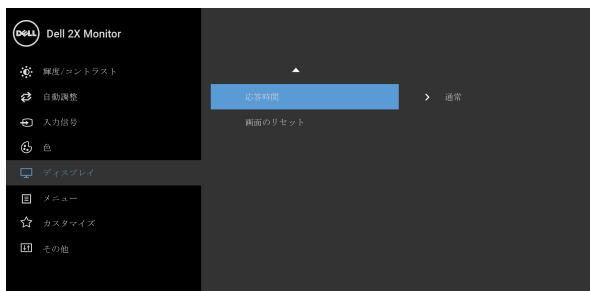 DELL Dell 2X Monitor
輝度/コントラスト
自動調整
応答時間 通常
入力信号
画面のリセット
色
ディスプレイ
メニュー
カスタマイズ
その他